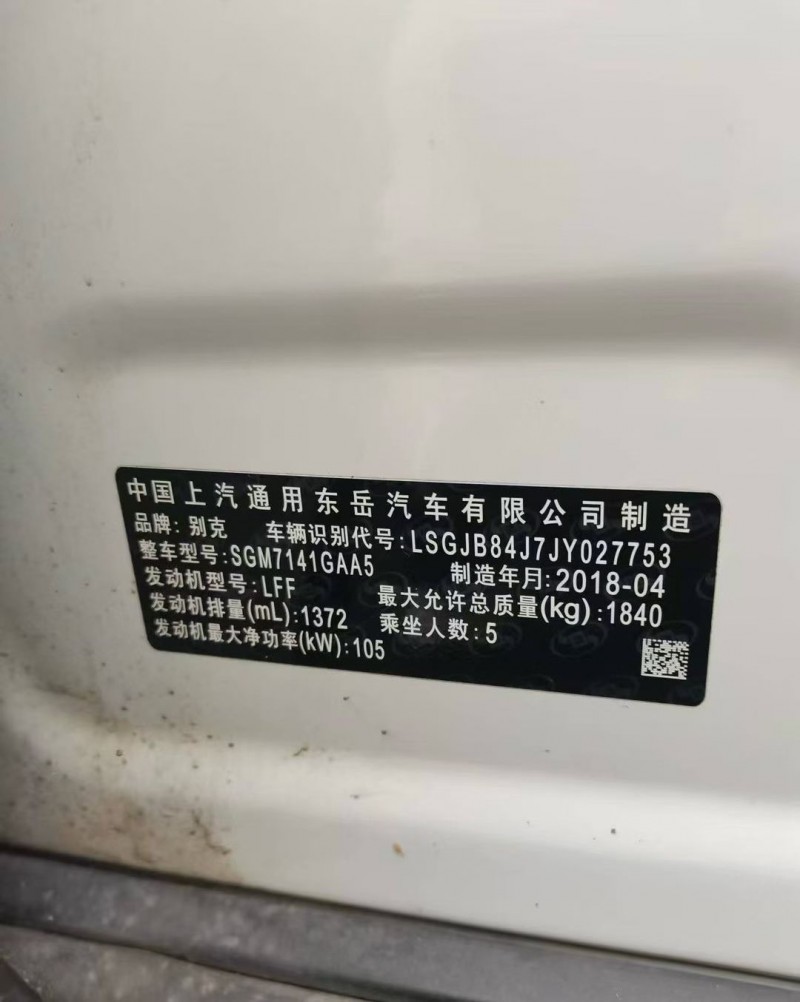 中国上汽通用东岳汽车有限公司制造
品牌: 别克 车辆识别代号: LSGJB84J7JY027753
整车型号: SGM7141GAA5 制造年月: 2018-04
发动机型号: LFF 最大允许总质量(kg): 1840
发动机排量(mL): 1372 乘坐人数: 5
发动机最大净功率(kW): 105